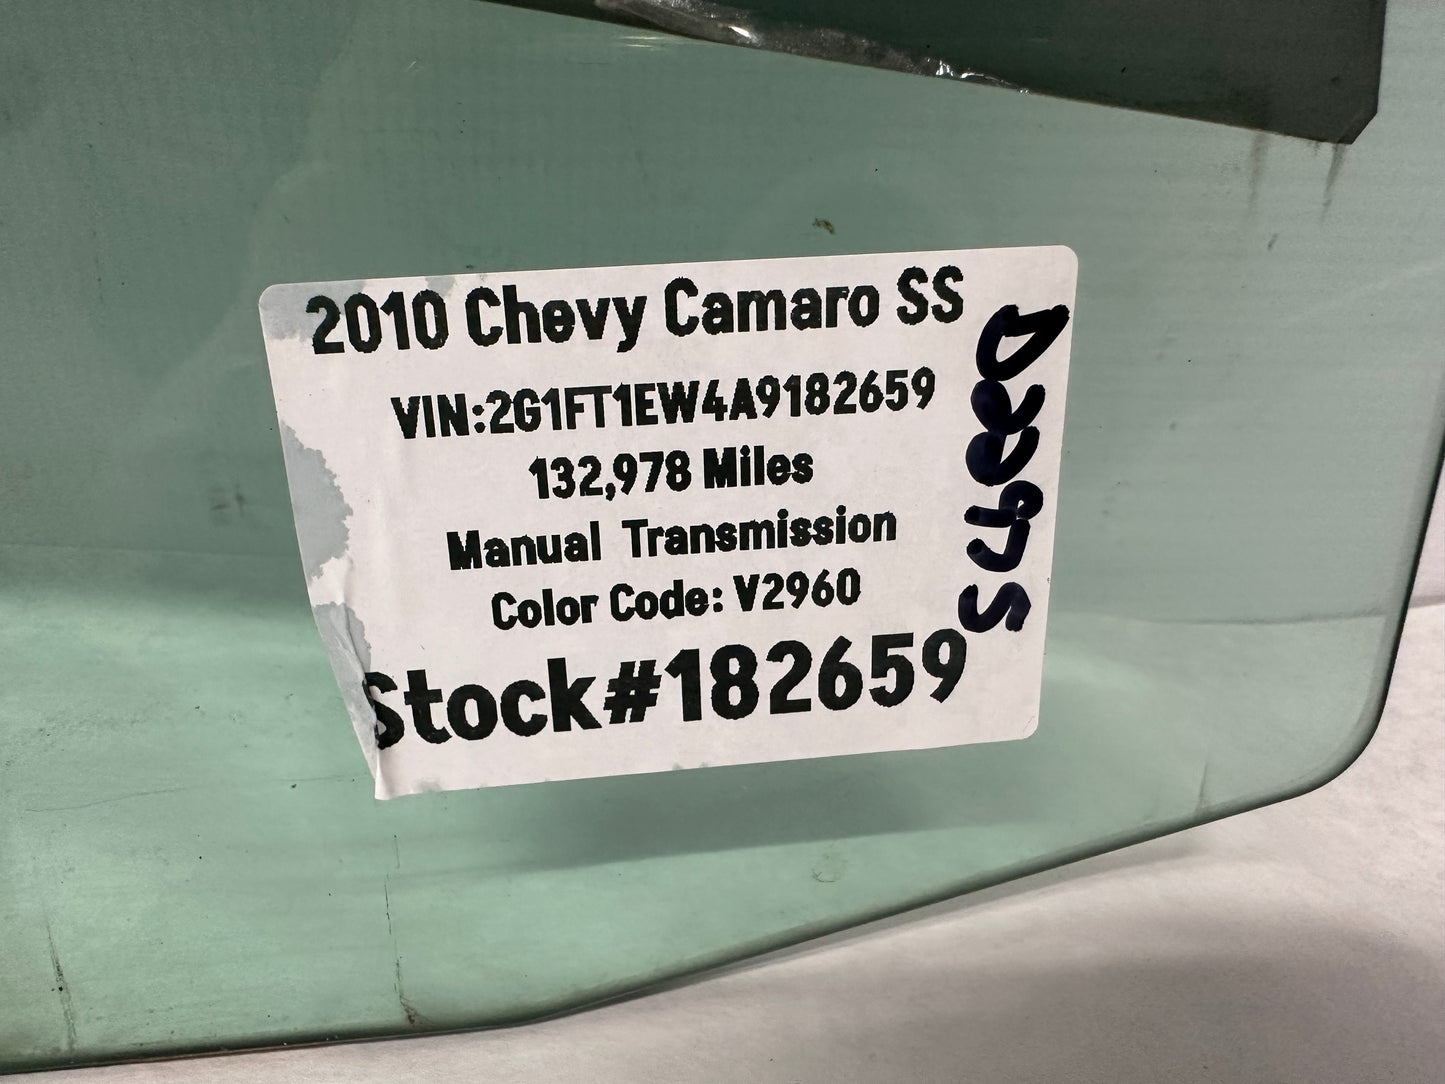 2010 Chevy Camaro SS
VIN:2G1FT1EW4A9182659
132,978 Miles
Manual Transmission
Color Code: V2960
Stock#182659